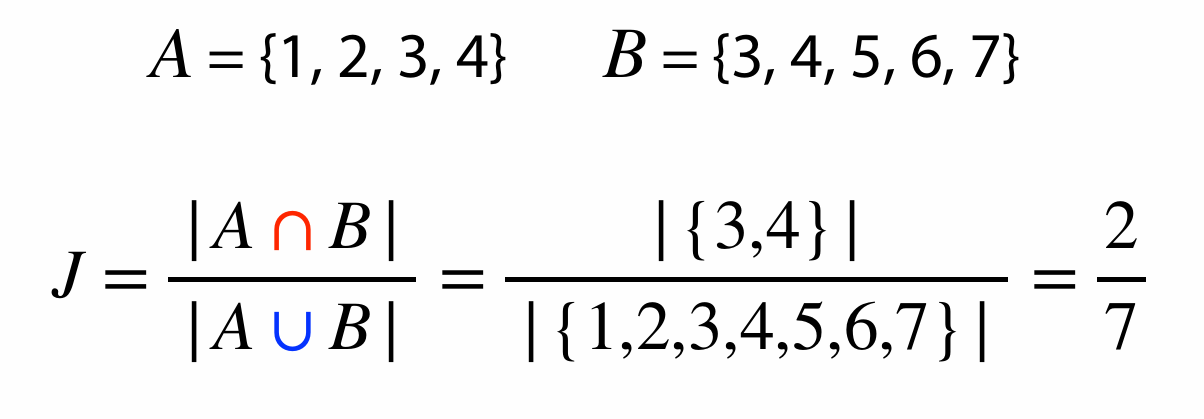 A = {1, 2, 3, 4} B = {3, 4, 5, 6, 7}
J = |A ∩ B| / |A ∪ B| = |{3,4}| / |{1,2,3,4,5,6,7}| = 2 / 7